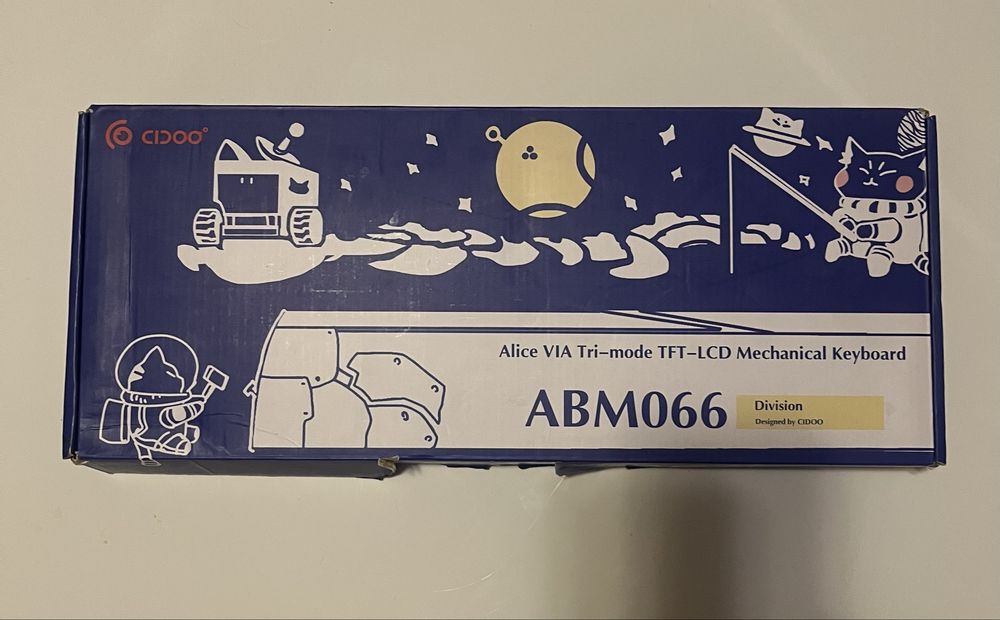 CIDOO
Alice VIA Tri-mode TFT-LCD Mechanical Keyboard
ABM066
Division
Designed by CIDOO